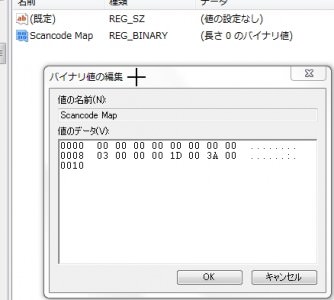 名前 種類 データ
(既定) REG_SZ (値の設定なし)
Scancode Map REG_BINARY (長さ 0 のバイナリ値)
バイナリ値の編集
値の名前(N):
Scancode Map
値のデータ(V):
0000 00 00 00 00 00 00 00 00 ........
0008 03 00 00 00 1D 00 3A 00 ......:.
0010
OK キャンセル